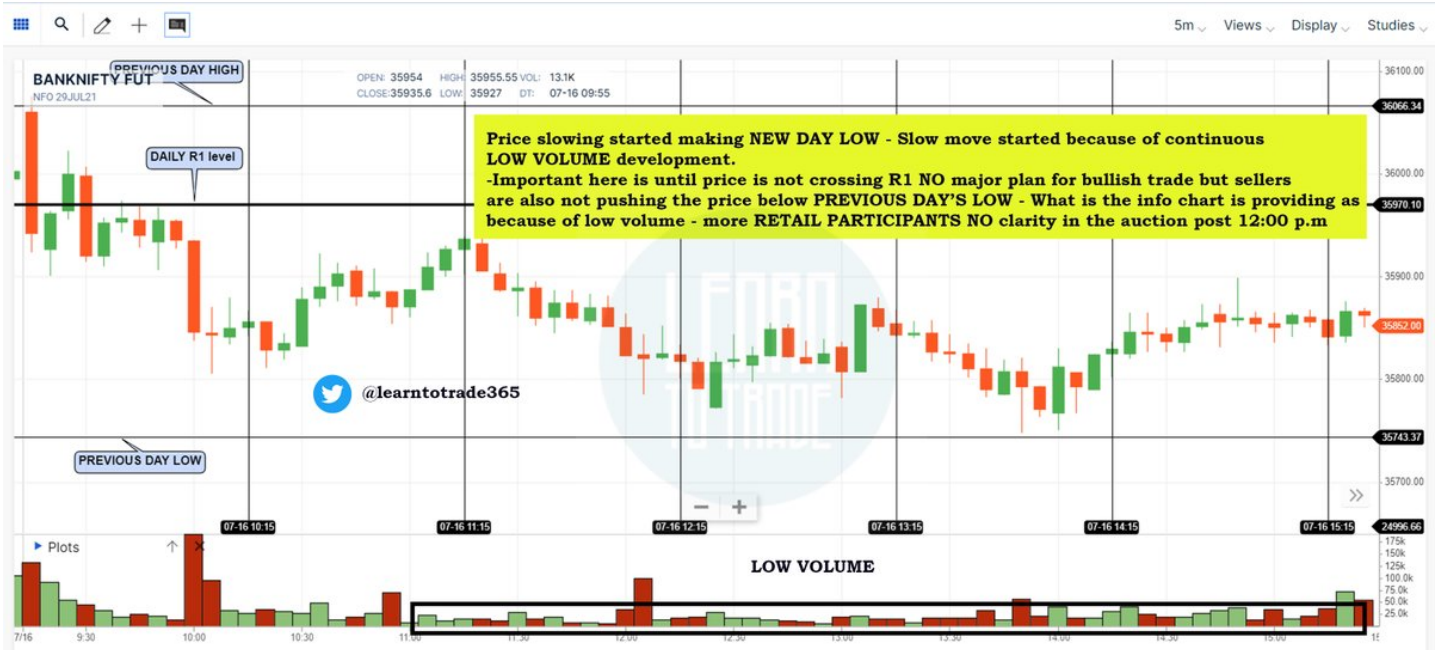 5m Views Display Studies
BANKNIFTY FUT
NFO 29JUL21
PREVIOUS DAY HIGH
OPEN: 35954 HIGH: 35955.55 VOL: 13.1K
CLOSE:35935.6 LOW: 35927 DT: 07-16 09:55
36100.00
36066.34
Price slowing started making NEW DAY LOW - Slow move started because of continuous
LOW VOLUME development.
-Important here is until price is not crossing R1 NO major plan for bullish trade but sellers
are also not pushing the price below PREVIOUS DAY'S LOW - What is the info chart is providing as
because of low volume - more RETAIL PARTICIPANTS NO clarity in the auction post 12:00 p.m
DAILY R1 level
36000.00
35970.10
35900.00
35852.00
LEARN
TO TRADE
@learntotrade365
35800.00
35743.37
PREVIOUS DAY LOW
35700.00
07-16 10:15 07-16 11:15 07-16 12:15 07-16 13:15 07-16 14:15 07-16 15:15
24996.66
Plots
LOW VOLUME
175k
150k
125k
100.0k
75.0k
50.0k
25.0k
7/16 9:30 10:00 10:30 11:00 11:30 12:00 12:30 13:00 13:30 14:00 14:30 15:00